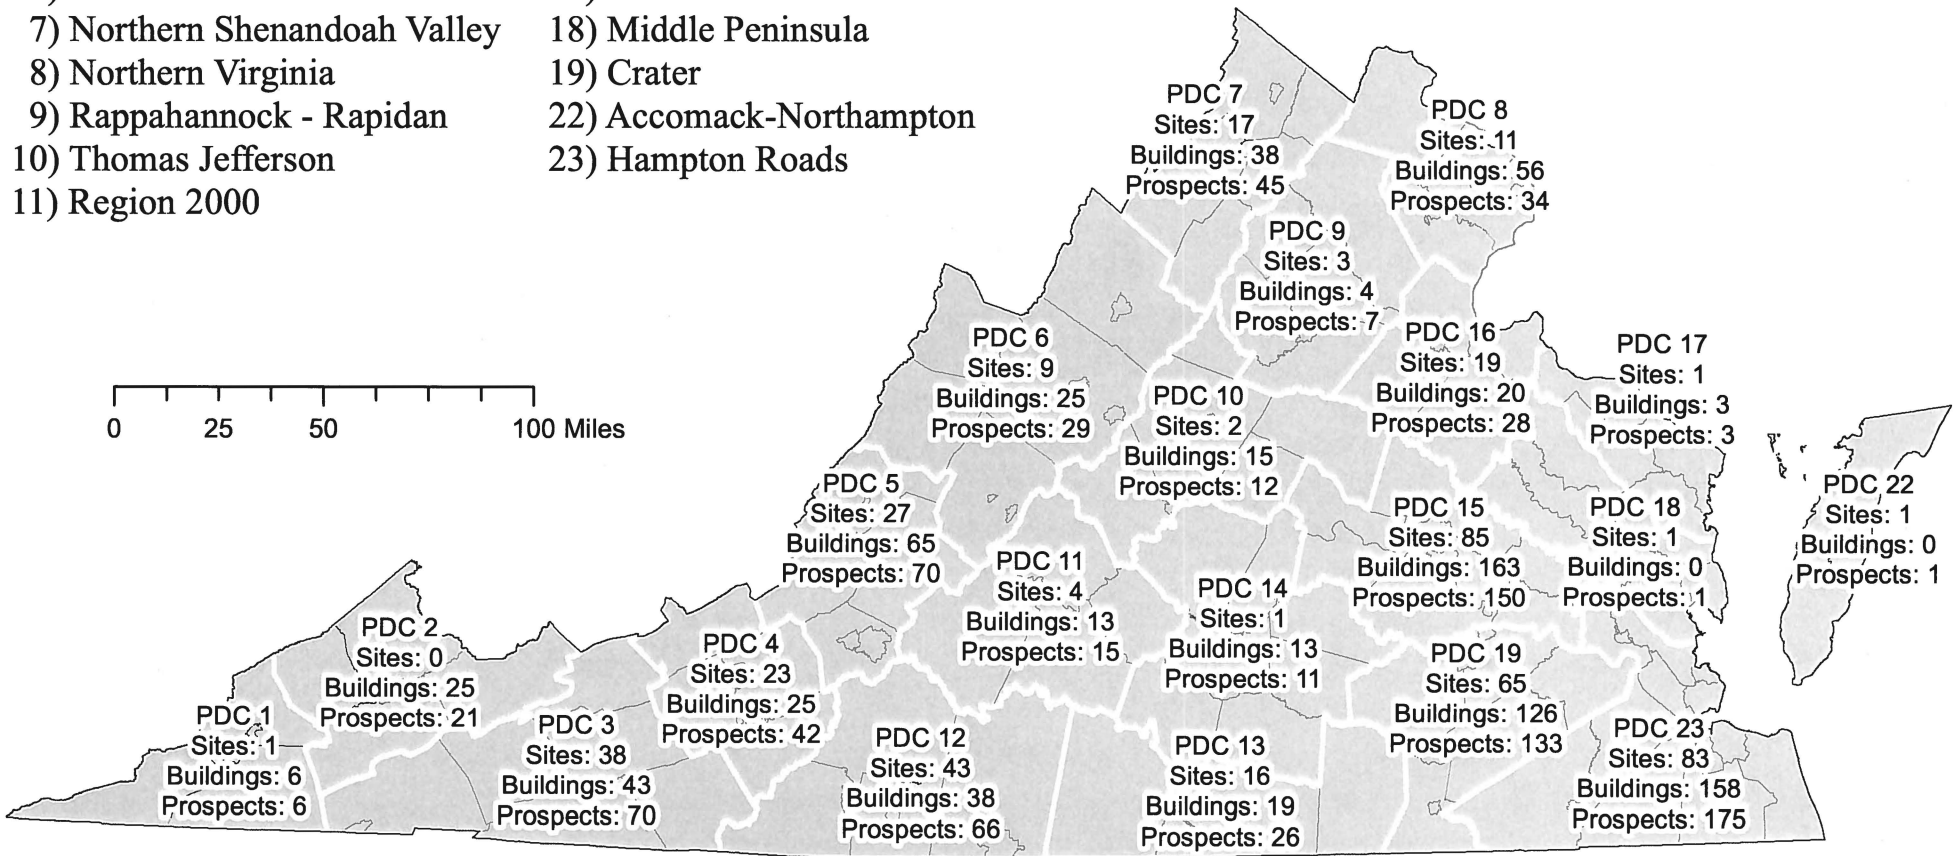 7) Northern Shenandoah Valley
8) Northern Virginia
9) Rappahannock - Rapidan
10) Thomas Jefferson
11) Region 2000
18) Middle Peninsula
19) Crater
22) Accomack-Northampton
23) Hampton Roads
0 25 50 100 Miles
PDC 7
Sites: 17
Buildings: 38
Prospects: 45
PDC 8
Sites: 11
Buildings: 56
Prospects: 34
PDC 9
Sites: 3
Buildings: 4
Prospects: 7
PDC 6
Sites: 9
Buildings: 25
Prospects: 29
PDC 16
Sites: 19
Buildings: 20
Prospects: 28
PDC 17
Sites: 1
Buildings: 3
Prospects: 3
PDC 10
Sites: 2
Buildings: 15
Prospects: 12
PDC 5
Sites: 27
Buildings: 65
Prospects: 70
PDC 22
Sites: 1
Buildings: 0
Prospects: 1
PDC 15
Sites: 85
Buildings: 163
Prospects: 150
PDC 18
Sites: 1
Buildings: 0
Prospects: 1
PDC 11
Sites: 4
Buildings: 13
Prospects: 15
PDC 14
Sites: 1
Buildings: 13
Prospects: 11
PDC 2
Sites: 0
Buildings: 25
Prospects: 21
PDC 4
Sites: 23
Buildings: 25
Prospects: 42
PDC 19
Sites: 65
Buildings: 126
Prospects: 133
PDC 1
Sites: 1
Buildings: 6
Prospects: 6
PDC 3
Sites: 38
Buildings: 43
Prospects: 70
PDC 12
Sites: 43
Buildings: 38
Prospects: 66
PDC 13
Sites: 16
Buildings: 19
Prospects: 26
PDC 23
Sites: 83
Buildings: 158
Prospects: 175